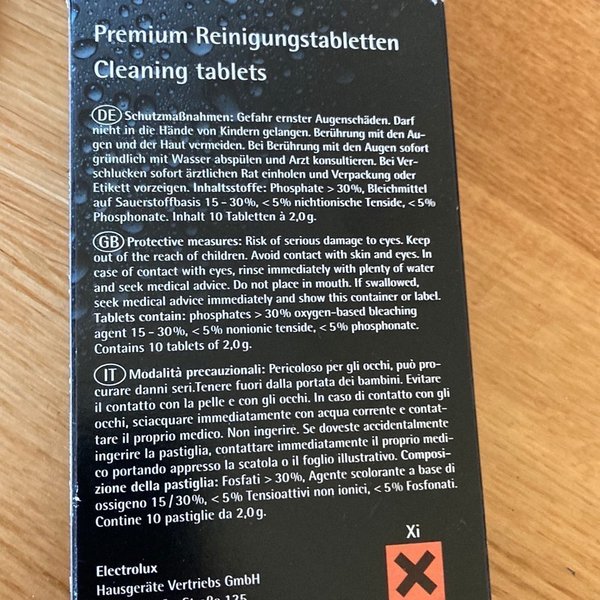 Premium Reinigungstabletten
Cleaning tablets
DE Schutzmaßnahmen: Gefahr ernster Augenschäden. Darf
nicht in die Hände von Kindern gelangen. Berührung mit den Au-
gen und der Haut vermeiden. Bei Berührung mit den Augen sofort
gründlich mit Wasser abspülen und Arzt konsultieren. Bei Ver-
schlucken sofort ärztlichen Rat einholen und Verpackung oder
Etikett vorzeigen. Inhaltsstoffe: Phosphate > 30%, Bleichmittel
auf Sauerstoffbasis 15 - 30%, < 5% nichtionische Tenside, < 5%
Phosphonate. Inhalt 10 Tabletten à 2,0 g.
GB Protective measures: Risk of serious damage to eyes. Keep
out of the reach of children. Avoid contact with skin and eyes. In
case of contact with eyes, rinse immediately with plenty of water
and seek medical advice. Do not place in mouth. If swallowed,
seek medical advice immediately and show this container or label.
Tablets contain: phosphates > 30% oxygen-based bleaching
agent 15 - 30%, < 5% nonionic tenside, < 5% phosphonate.
Contains 10 tablets of 2,0 g.
IT Modalità precauzionali: Pericoloso per gli occhi, può pro-
curare danni seri.Tenere fuori dalla portata dei bambini. Evitare
il contatto con la pelle e con gli occhi. In caso di contatto con gli
occhi, sciacquare immediatamente con acqua corrente e contat-
tare il proprio medico. Non ingerire. Se doveste accidentalmente
ingerire la pastiglia, contattare immediatamente il proprio medi-
co portando appresso la scatola o il foglio illustrativo. Composi-
zione della pastiglia: Fosfati > 30%, Agente scolorante a base di
ossigeno 15/30%, < 5% Tensioattivi non ionici, < 5% Fosfonati.
Contine 10 pastiglie da 2,0 g.
Xi
Electrolux
Hausgeräte Vertriebs GmbH